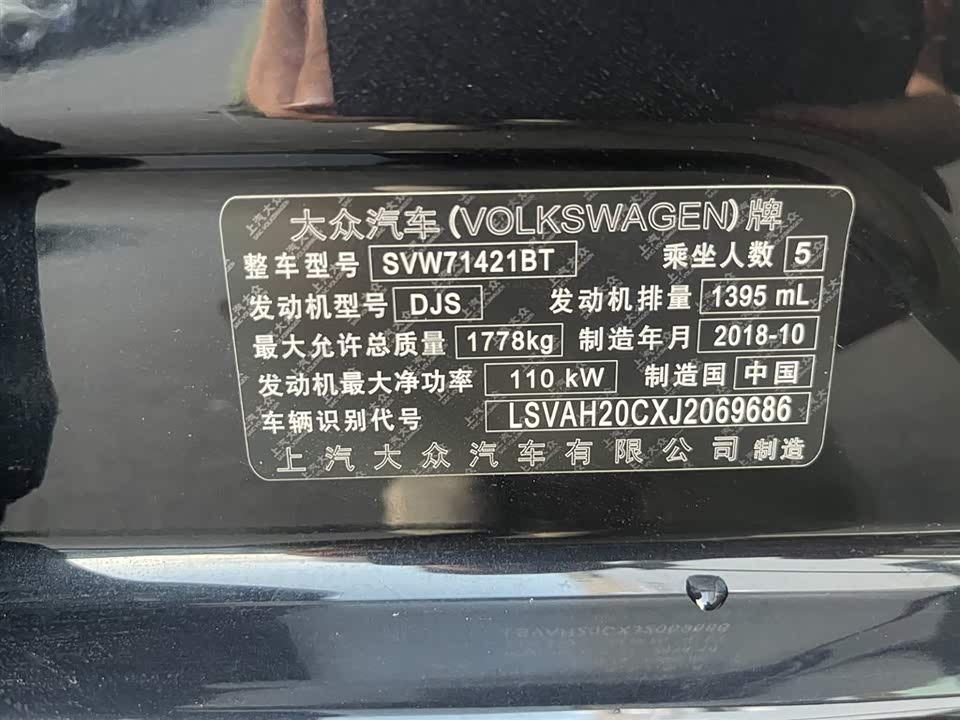 大众汽车(VOLKSWAGEN)牌
整车型号 SVW71421BT 乘坐人数 5
发动机型号 DJS 发动机排量 1395 mL
最大允许总质量 1778kg 制造年月 2018-10
发动机最大净功率 110 kW 制造国 中国
车辆识别代号 LSVAH20CXJ2069686
上汽大众汽车有限公司 制造